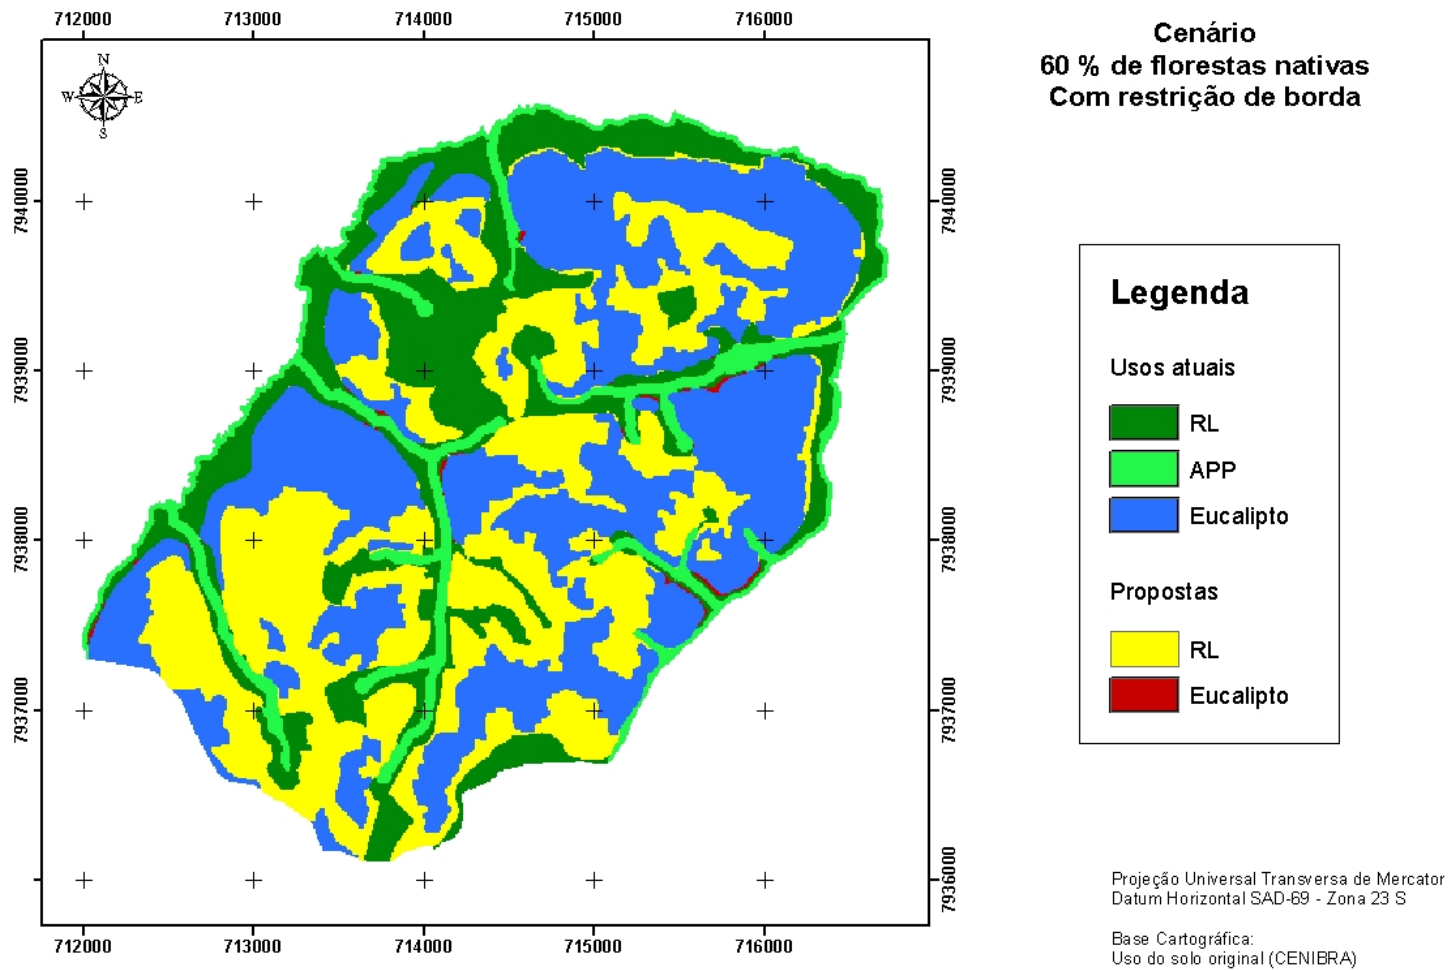 712000 713000 714000 715000 716000
Cenário
60 % de florestas nativas
Com restrição de borda
N
W E
S
7940000 7940000
7939000 7939000
7938000 7938000
7937000 7937000
7936000
712000 713000 714000 715000 716000
Legenda
Usos atuais
RL
APP
Eucalipto
Propostas
RL
Eucalipto
Projeção Universal Transversa de Mercator
Datum Horizontal SAD-69 - Zona 23 S
Base Cartográfica:
Uso do solo original (CENIBRA)